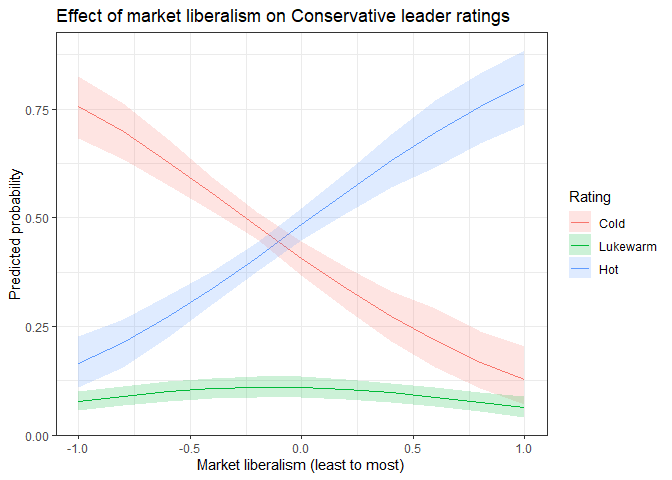 Effect of market liberalism on Conservative leader ratings
Predicted probability
0.75
0.50
0.25
0.00
-1.0 -0.5 0.0 0.5 1.0
Market liberalism (least to most)
Rating
Cold
Lukewarm
Hot